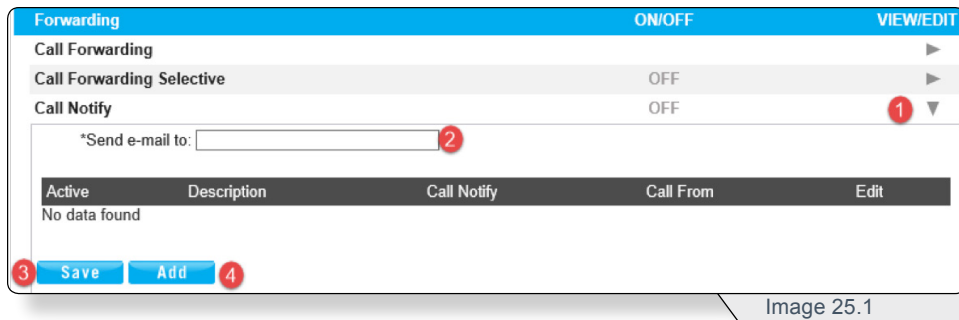 Forwarding ON/OFF VIEW/EDIT
Call Forwarding
Call Forwarding Selective OFF
Call Notify OFF 1
*Send e-mail to: 2
Active Description Call Notify Call From Edit
No data found
3 Save Add 4
Image 25.1